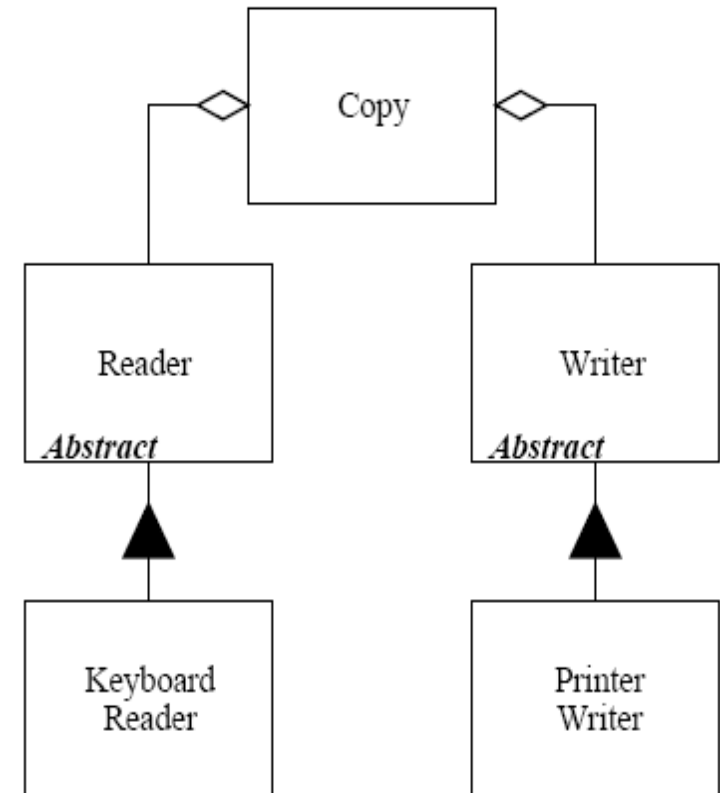 Copy
Reader
Abstract
Writer
Abstract
Keyboard
Reader
Printer
Writer